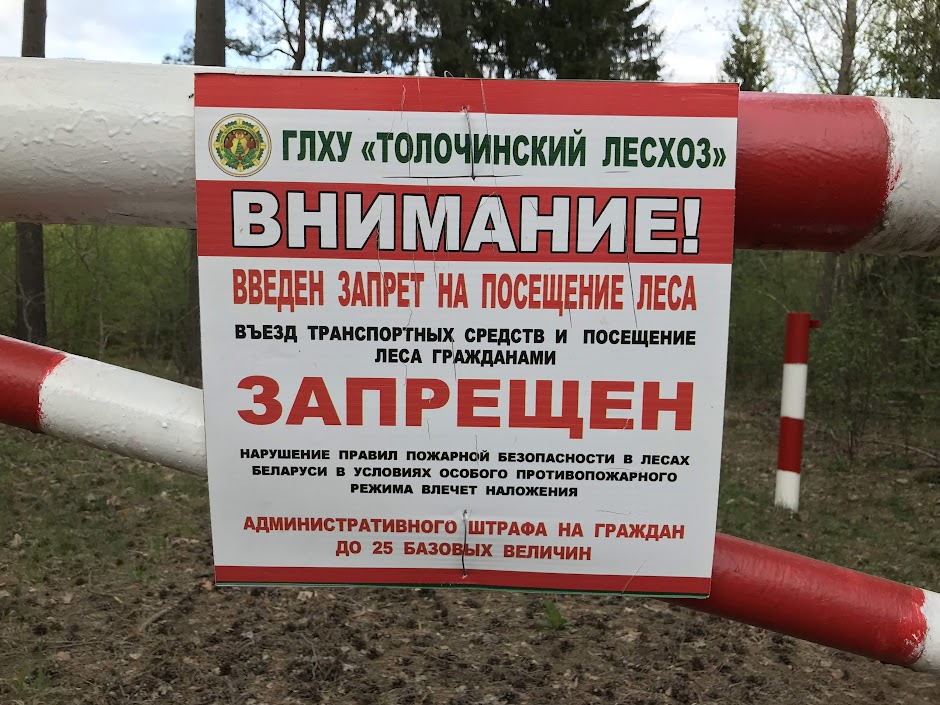 ГЛХУ «ТОЛОЧИНСКИЙ ЛЕСХОЗ»
ВНИМАНИЕ!
ВВЕДЕН ЗАПРЕТ НА ПОСЕЩЕНИЕ ЛЕСА
ВЪЕЗД ТРАНСПОРТНЫХ СРЕДСТВ И ПОСЕЩЕНИЕ
ЛЕСА ГРАЖДАНАМИ
ЗАПРЕЩЕН
НАРУШЕНИЕ ПРАВИЛ ПОЖАРНОЙ БЕЗОПАСНОСТИ В ЛЕСАХ
БЕЛАРУСИ В УСЛОВИЯХ ОСОБОГО ПРОТИВОПОЖАРНОГО
РЕЖИМА ВЛЕЧЕТ НАЛОЖЕНИЯ
АДМИНИСТРАТИВНОГО ШТРАФА НА ГРАЖДАН
ДО 25 БАЗОВЫХ ВЕЛИЧИН